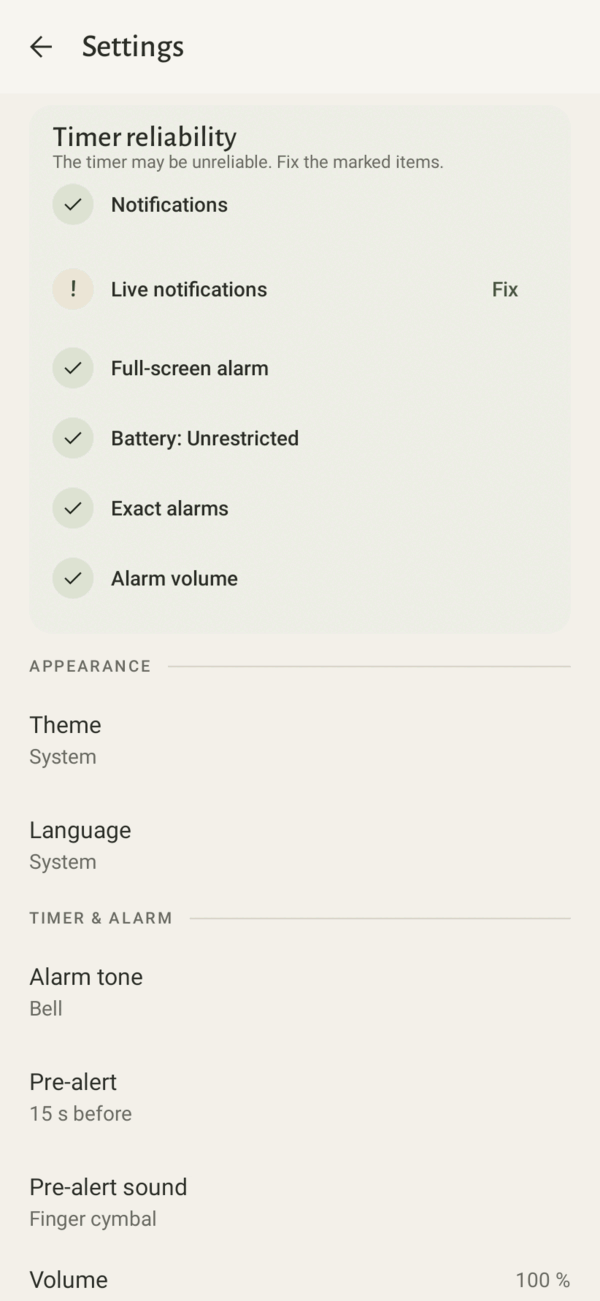 Settings
Timer reliability
The timer may be unreliable. Fix the marked items.
Notifications
! Live notifications Fix
Full-screen alarm
Battery: Unrestricted
Exact alarms
Alarm volume
APPEARANCE
Theme
System
Language
System
TIMER & ALARM
Alarm tone
Bell
Pre-alert
15 s before
Pre-alert sound
Finger cymbal
Volume 100 %